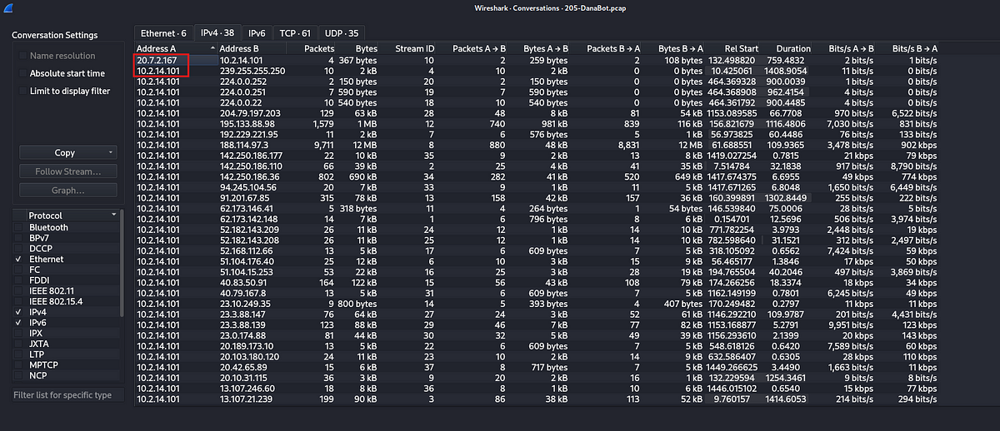 Wireshark · Conversations · 205-DanaBot.pcap
Conversation Settings
Name resolution
Absolute start time
Limit to display filter
Copy
Follow Stream...
Graph...
Protocol
Bluetooth
BPv7
DCCP
Ethernet
FC
FDDI
IEEE 802.11
IEEE 802.15.4
IPv4
IPv6
IPX
JXTA
LTP
MPTCP
NCP
Filter list for specific type
Ethernet · 6 IPv4 · 38 IPv6 TCP · 61 UDP · 35
Address A Address B Packets Bytes Stream ID Packets A → B Bytes A → B Packets B → A Bytes B → A Rel Start Duration Bits/s A → B Bits/s B → A
20.7.2.167 10.2.14.101 4 367 bytes 10 2 259 bytes 2 108 bytes 132.498820 759.4832 2 bits/s 1 bits/s
10.2.14.101 239.255.255.250 10 2 kB 4 10 2 kB 0 0 bytes 10.425061 1408.9054 11 bits/s 0 bits/s
10.2.14.101 224.0.0.252 2 150 bytes 20 2 150 bytes 0 0 bytes 464.369328 900.0039 1 bits/s 0 bits/s
10.2.14.101 224.0.0.251 7 590 bytes 19 7 590 bytes 0 0 bytes 464.368908 962.4154 4 bits/s 0 bits/s
10.2.14.101 224.0.0.22 10 540 bytes 18 10 540 bytes 0 0 bytes 464.361792 900.4485 4 bits/s 0 bits/s
10.2.14.101 204.79.197.203 129 63 kB 28 48 8 kB 81 54 kB 1153.089585 66.7708 970 bits/s 6,522 bits/s
10.2.14.101 195.133.88.98 1,579 1 MB 12 740 981 kB 839 116 kB 156.821679 1116.4806 7,030 bits/s 831 bits/s
10.2.14.101 192.229.221.95 11 2 kB 7 6 576 bytes 5 1 kB 56.973825 60.4486 76 bits/s 133 bits/s
10.2.14.101 188.114.97.3 9,711 12 MB 8 880 48 kB 8,831 12 MB 61.688551 109.9365 3,478 bits/s 902 kbps
10.2.14.101 142.250.186.177 22 10 kB 35 9 2 kB 13 8 kB 1419.027254 0.7815 21 kbps 79 kbps
10.2.14.101 142.250.186.110 66 39 kB 2 25 4 kB 41 35 kB 7.514784 32.1838 917 bits/s 8,790 bits/s
10.2.14.101 142.250.186.36 802 690 kB 34 282 41 kB 520 649 kB 1417.674375 6.6955 49 kbps 774 kbps
10.2.14.101 94.245.104.56 20 7 kB 33 9 1 kB 11 5 kB 1417.671265 6.8048 1,650 bits/s 6,449 bits/s
10.2.14.101 91.201.67.85 315 78 kB 13 158 42 kB 157 36 kB 160.399891 1302.8449 255 bits/s 222 bits/s
10.2.14.101 62.173.146.41 5 318 bytes 11 4 264 bytes 1 54 bytes 146.539840 75.0006 28 bits/s 5 bits/s
10.2.14.101 62.173.142.148 14 7 kB 1 6 796 bytes 8 6 kB 0.154701 12.5696 506 bits/s 3,974 bits/s
10.2.14.101 52.182.143.209 26 11 kB 24 12 1 kB 14 10 kB 771.782254 3.9793 2,448 bits/s 19 kbps
10.2.14.101 52.182.143.208 26 11 kB 25 12 1 kB 14 10 kB 782.598640 31.1521 312 bits/s 2,497 bits/s
10.2.14.101 52.168.112.66 13 5 kB 17 6 609 bytes 7 5 kB 318.105092 0.6562 7,424 bits/s 59 kbps
10.2.14.101 51.104.176.40 25 12 kB 6 10 3 kB 15 9 kB 56.465177 1.3846 17 kbps 50 kbps
10.2.14.101 51.104.15.253 53 22 kB 16 25 3 kB 28 19 kB 194.765504 40.2046 497 bits/s 3,869 bits/s
10.2.14.101 40.83.50.91 164 122 kB 15 56 43 kB 108 79 kB 174.266256 18.3374 18 kbps 34 kbps
10.2.14.101 40.79.167.8 13 5 kB 31 6 609 bytes 7 5 kB 1162.149199 0.7801 6,245 bits/s 49 kbps
10.2.14.101 23.10.249.35 9 800 bytes 14 5 393 bytes 4 407 bytes 170.249482 0.2797 11 kbps 11 kbps
10.2.14.101 23.3.88.147 76 64 kB 27 24 3 kB 52 61 kB 1146.292210 109.9787 201 bits/s 4,431 bits/s
10.2.14.101 23.3.88.139 123 88 kB 29 46 7 kB 77 82 kB 1153.168877 5.2791 9,951 bits/s 123 kbps
10.2.14.101 23.0.174.88 81 44 kB 30 32 5 kB 49 39 kB 1156.293610 2.1399 20 kbps 143 kbps
10.2.14.101 20.189.173.10 13 5 kB 22 6 609 bytes 7 5 kB 548.618126 0.6420 7,589 bits/s 60 kbps
10.2.14.101 20.103.180.120 24 11 kB 23 10 2 kB 14 9 kB 632.586407 0.6305 28 kbps 110 kbps
10.2.14.101 20.42.65.89 15 6 kB 37 8 717 bytes 7 5 kB 1449.266625 3.4490 1,663 bits/s 11 kbps
10.2.14.101 20.10.31.115 36 3 kB 9 20 2 kB 16 1 kB 132.229594 1254.3461 9 bits/s 8 bits/s
10.2.14.101 13.107.246.60 18 8 kB 36 8 1 kB 10 6 kB 1446.015102 0.6540 15 kbps 77 kbps
10.2.14.101 13.107.21.239 199 90 kB 3 86 38 kB 113 52 kB 9.760157 1414.6053 214 bits/s 294 bits/s